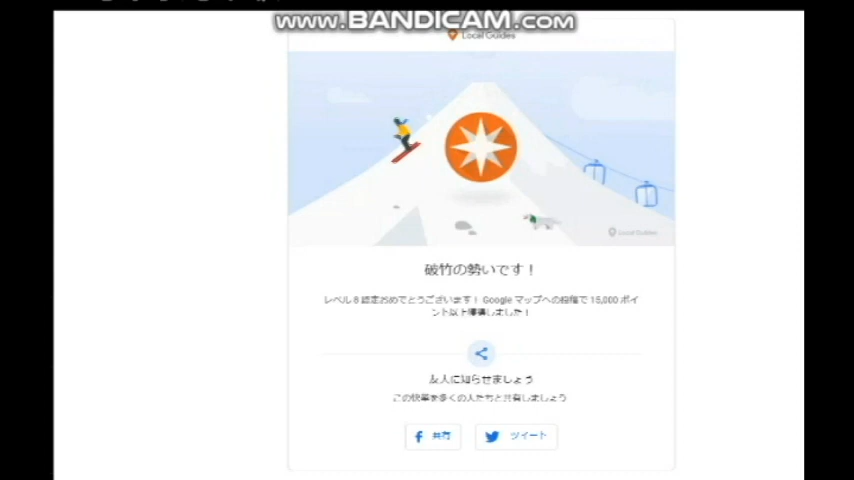 www.BANDICAM.com
Local Guides
Local Guides
破竹の勢いです！
レベル 8 認定おめでとうございます！ Google マップへの投稿で 15,000 ポイ
ント以上獲得しました！
友人に知らせましょう
この快挙を多くの人たちと共有しましょう
共有
ツイート